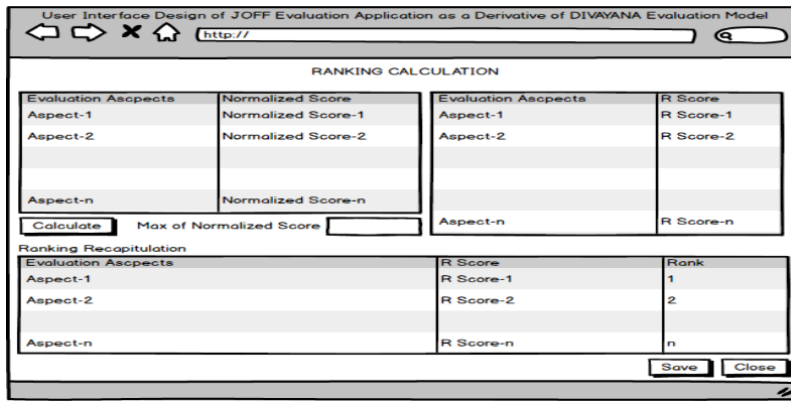 User Interface Design of JOFF Evaluation Application as a Derivative of DIVAYANA Evaluation Model
http://
RANKING CALCULATION
Evaluation Ascpects Normalized Score
Aspect-1 Normalized Score-1
Aspect-2 Normalized Score-2
Aspect-n Normalized Score-n
Calculate Max of Normalized Score
Evaluation Ascpects R Score
Aspect-1 R Score-1
Aspect-2 R Score-2
Aspect-n R Score-n
Ranking Recapitulation
Evaluation Ascpects R Score Rank
Aspect-1 R Score-1 1
Aspect-2 R Score-2 2
Aspect-n R Score-n n
Save Close